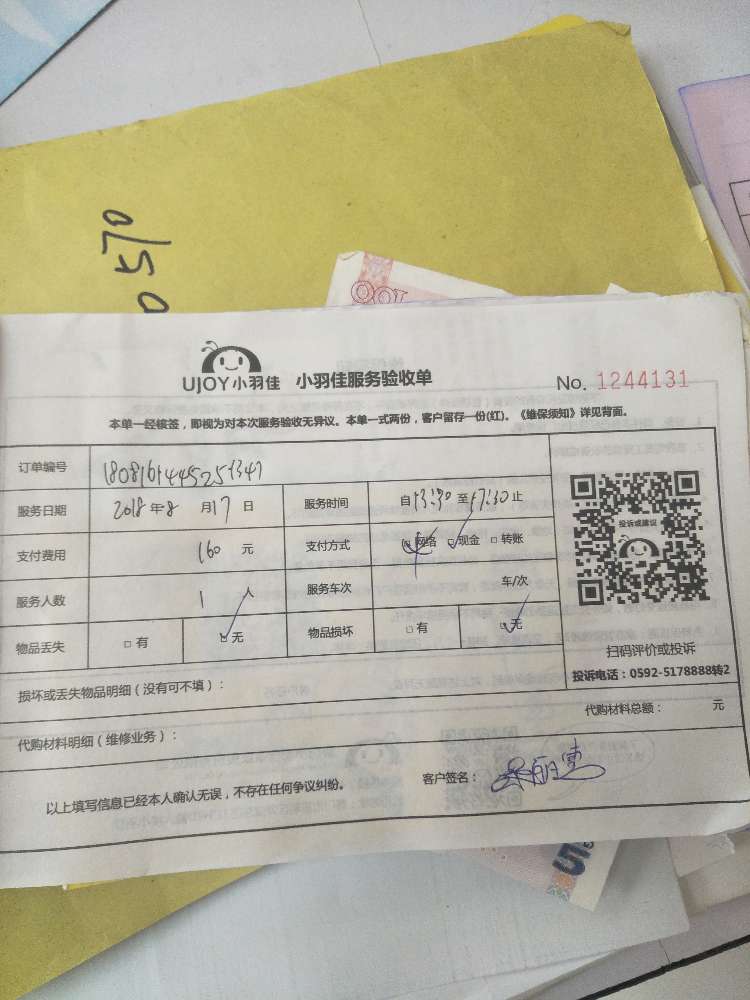 0570
100
UJOY小羽佳 小羽佳服务验收单 No. 1244131
本单一经核签，即视为对本次服务验收无异议。本单一式两份，客户留存一份(红)。《维保须知》详见背面。
订单编号
服务日期 2018年8月17日 服务时间 自13:30至17:30止
支付费用 160 元 支付方式 网络 现金 转账
服务人数 1 人 服务车次 车/次
物品丢失 有 无 物品损坏 有 无
投诉或建议
扫码评价或投诉
投诉电话：0592-5178888转2
损坏或丢失物品明细（没有可不填）：
代购材料明细（维修业务）： 代购材料总额： 元
以上填写信息已经本人确认无误，不存在任何争议纠纷。 客户签名：